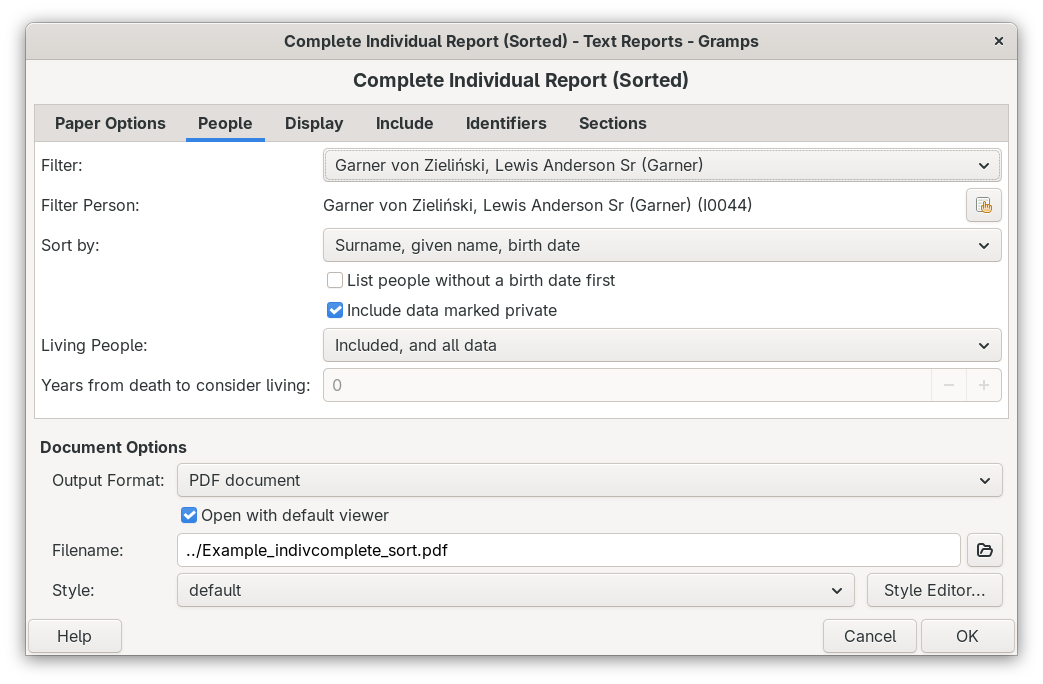 Complete Individual Report (Sorted) - Text Reports - Gramps
Complete Individual Report (Sorted)
Paper Options People Display Include Identifiers Sections
Filter: Garner von Zieliński, Lewis Anderson Sr (Garner)
Filter Person: Garner von Zieliński, Lewis Anderson Sr (Garner) (I0044)
Sort by: Surname, given name, birth date
List people without a birth date first
Include data marked private
Living People: Included, and all data
Years from death to consider living: 0
Document Options
Output Format: PDF document
Open with default viewer
Filename: ../Example_indivcomplete_sort.pdf
Style: default Style Editor...
Help Cancel OK